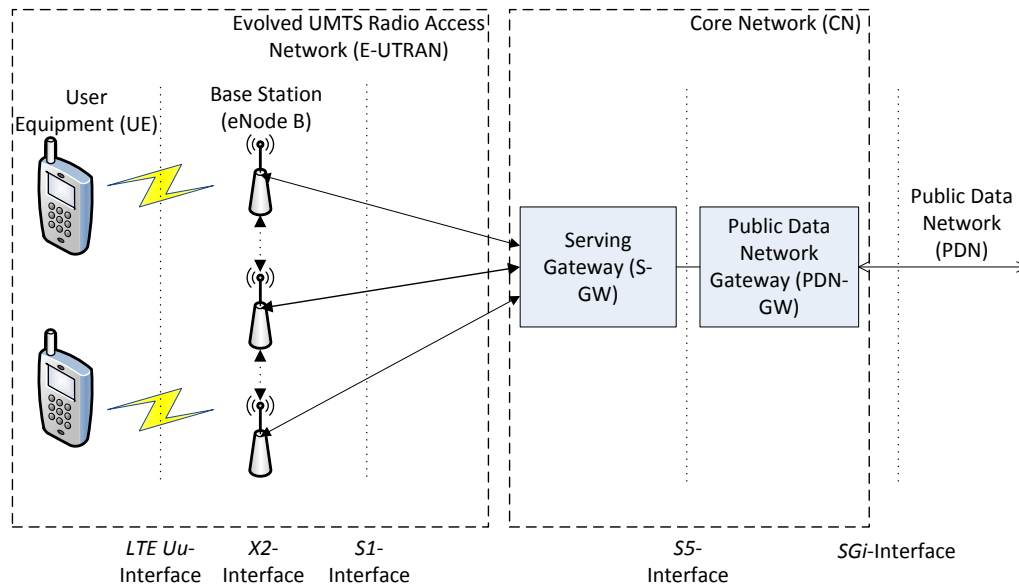 Evolved UMTS Radio Access
Network (E-UTRAN)
Core Network (CN)
User
Equipment (UE)
Base Station
(eNode B)
Serving
Gateway (S-
GW)
Public Data
Network
Gateway (PDN-
GW)
Public Data
Network
(PDN)
LTE Uu-
Interface
X2-
Interface
S1-
Interface
S5-
Interface
SGi-Interface